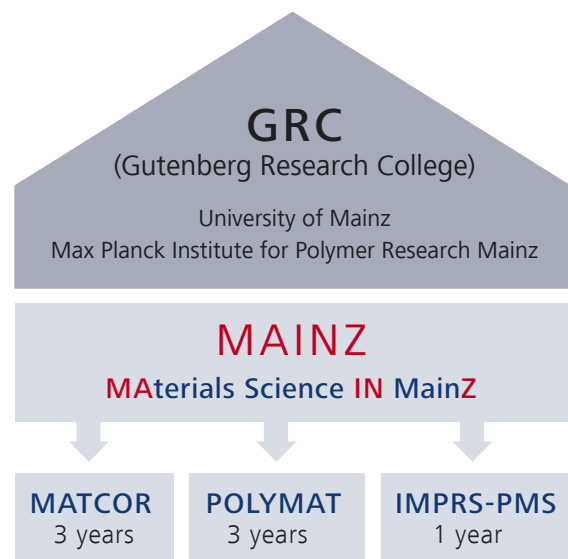 GRC
(Gutenberg Research College)
University of Mainz
Max Planck Institute for Polymer Research Mainz
MAINZ
MAterials Science IN MainZ
MATCOR
3 years
POLYMAT
3 years
IMPRS-PMS
1 year